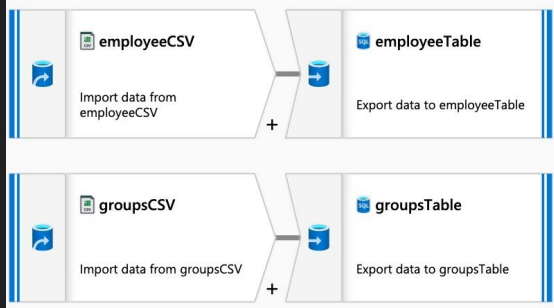 employeeCSV
employeeTable
Import data from
employeeCSV
Export data to employeeTable
+
groupsCSV
groupsTable
Import data from groupsCSV
Export data to groupsTable
+